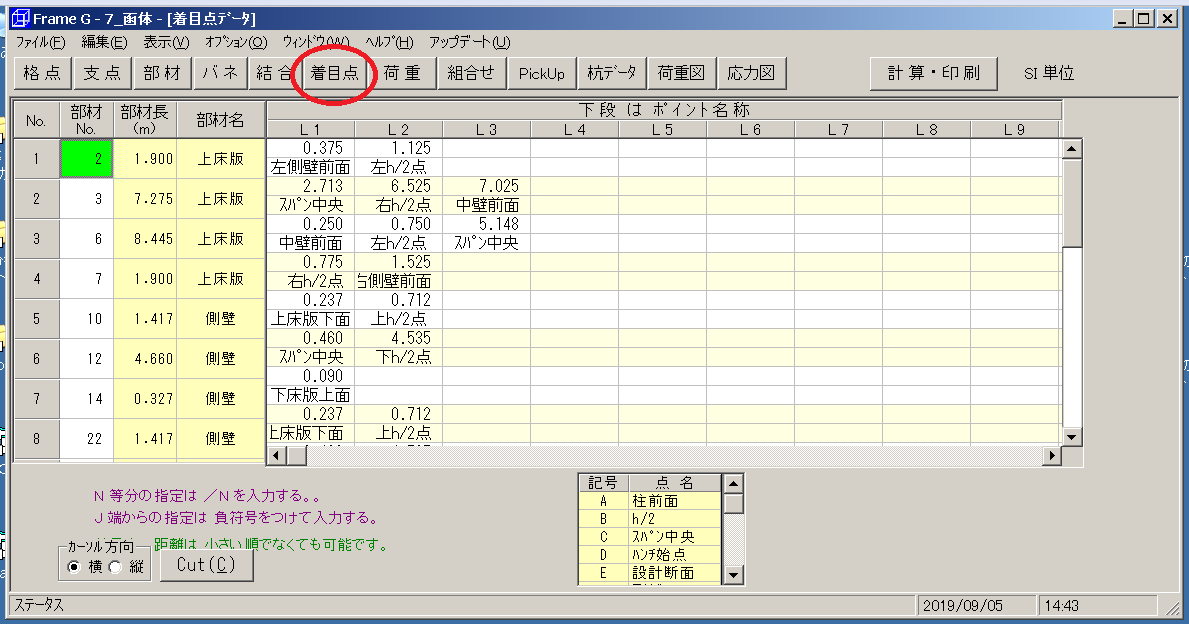 Frame G - 7_函体 - [着目点ﾃﾞｰﾀ]
ﾌｧｲﾙ(F) 編集(E) 表示(V) ｵﾌﾟｼｮﾝ(O) ｳｨﾝﾄﾞｳ(W) ﾍﾙﾌﾟ(H) ｱｯﾌﾟﾃﾞｰﾄ(U)
格 点 支 点 部 材 バ ネ 結 合 着目点 荷 重 組合せ PickUp 杭ﾃﾞｰﾀ 荷重図 応力図 計 算 ・ 印 刷 SI 単位
No. 部材No. 部材長(m) 部材名 下 段 は ポイント名称
L 1 L 2 L 3 L 4 L 5 L 6 L 7 L 8 L 9
1 2 1.900 上床版 0.375 1.125
左側壁前面 左h/2点
2 3 7.275 上床版 2.713 6.525 7.025
ｽﾊﾟﾝ中央 右h/2点 中壁前面
3 6 8.445 上床版 0.250 0.750 5.148
中壁前面 左h/2点 ｽﾊﾟﾝ中央
4 7 1.900 上床版 0.775 1.525
右h/2点 右側壁前面
5 10 1.417 側壁 0.237 0.712
上床版下面 上h/2点
6 12 4.660 側壁 0.460 4.535
ｽﾊﾟﾝ中央 下h/2点
7 14 0.327 側壁 0.090
下床版上面
8 22 1.417 側壁 0.237 0.712
上床版下面 上h/2点
N 等分の指定は ／N を入力する。。
J 端からの指定は 負符号をつけて入力する。
距離は 小さい順でなくても可能です。
ｶｰｿﾙ方向
横 縦
Cut(C)
記号 点 名
A 柱前面
B h/2
C ｽﾊﾟﾝ中央
D ﾊﾝﾁ始点
E 設計断面
ステータス 2019/09/05 14:43